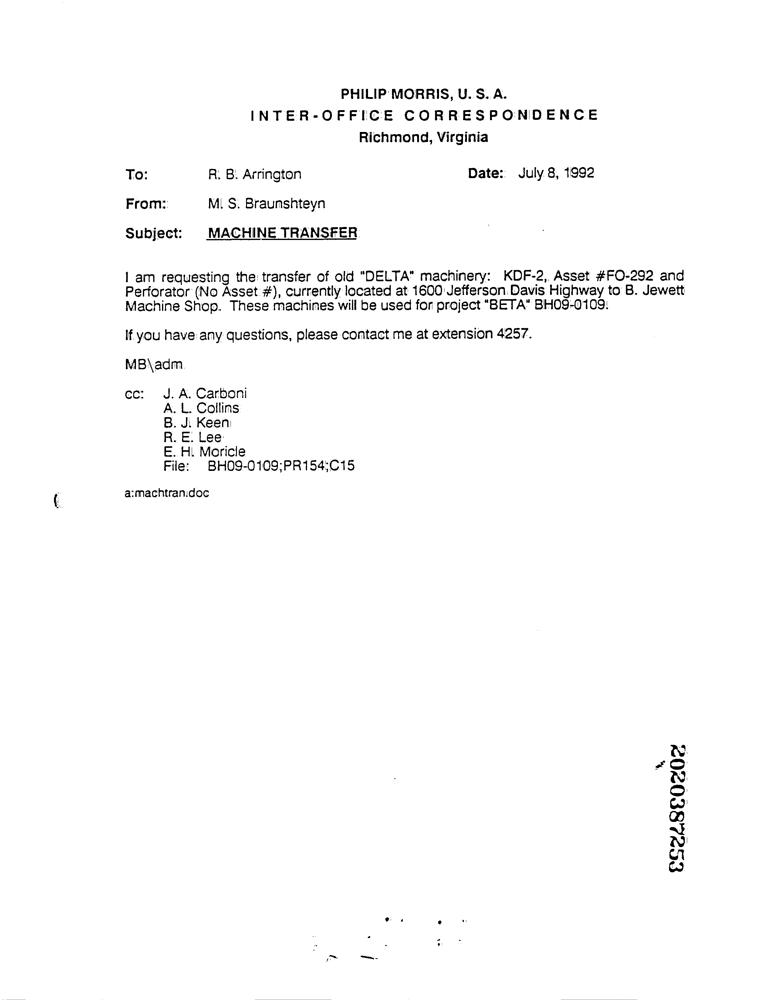 PHILIP MORRIS, U. S. A.
INTER-OFFICE CORRESPONDENCE
Richmond, Virginia
To: R. B. Arrington Date: July 8, 1992
From: M. S. Braunshteyn
Subject: MACHINE TRANSFER
I am requesting the transfer of old "DELTA" machinery: KDF-2, Asset #FO-292 and
Perforator (No Asset #), currently located at 1600 Jefferson Davis Highway to B. Jewett
Machine Shop. These machines will be used for project "BETA" BH09-0109.
If you have any questions, please contact me at extension 4257.
MB\adm
cc: J. A. Carboni
A. L. Collins
B. J. Keen
R. E. Lee
E. H. Moricle
File: BH09-0109;PR154;C15
a:machtran.doc
2020387253